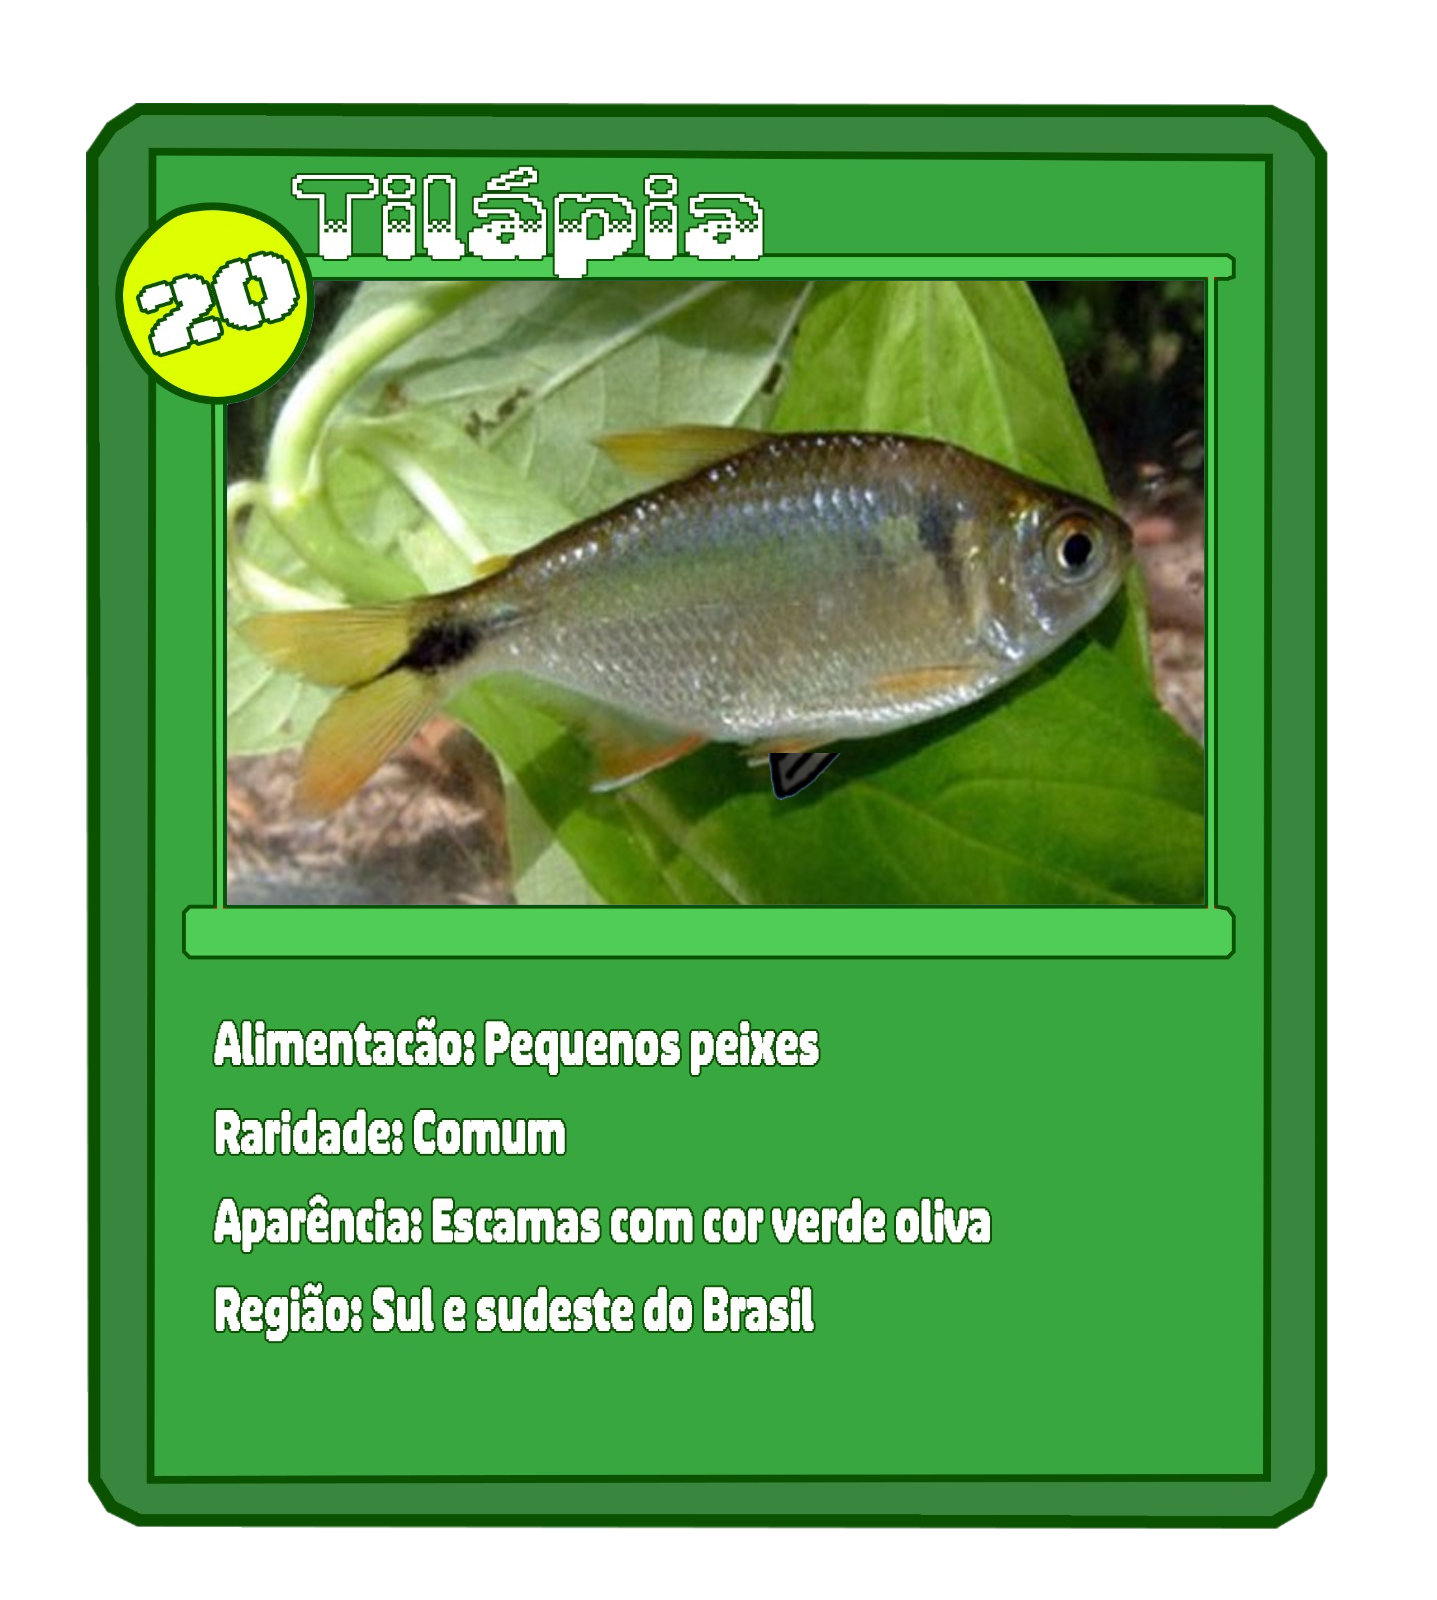 Tilápia
20
Alimentacão: Pequenos peixes
Raridade: Comum
Aparência: Escamas com cor verde oliva
Região: Sul e sudeste do Brasil